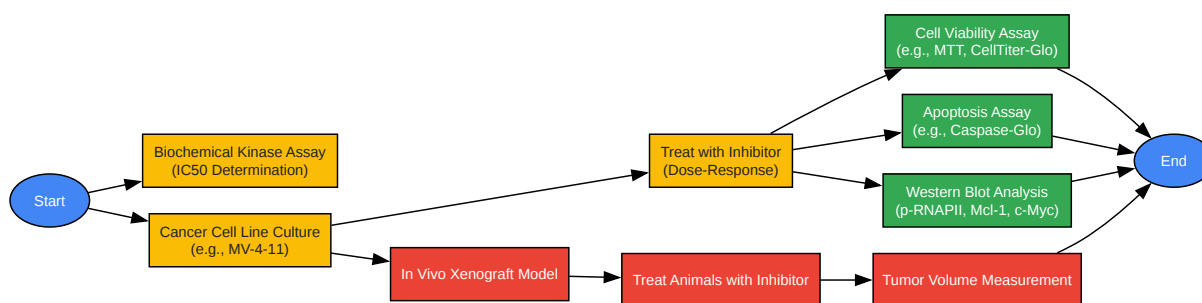 Start
Biochemical Kinase Assay
(IC50 Determination)
Cancer Cell Line Culture
(e.g., MV-4-11)
In Vivo Xenograft Model
Treat with Inhibitor
(Dose-Response)
Treat Animals with Inhibitor
Cell Viability Assay
(e.g., MTT, CellTiter-Glo)
Apoptosis Assay
(e.g., Caspase-Glo)
Western Blot Analysis
(p-RNAPII, Mcl-1, c-Myc)
Tumor Volume Measurement
End